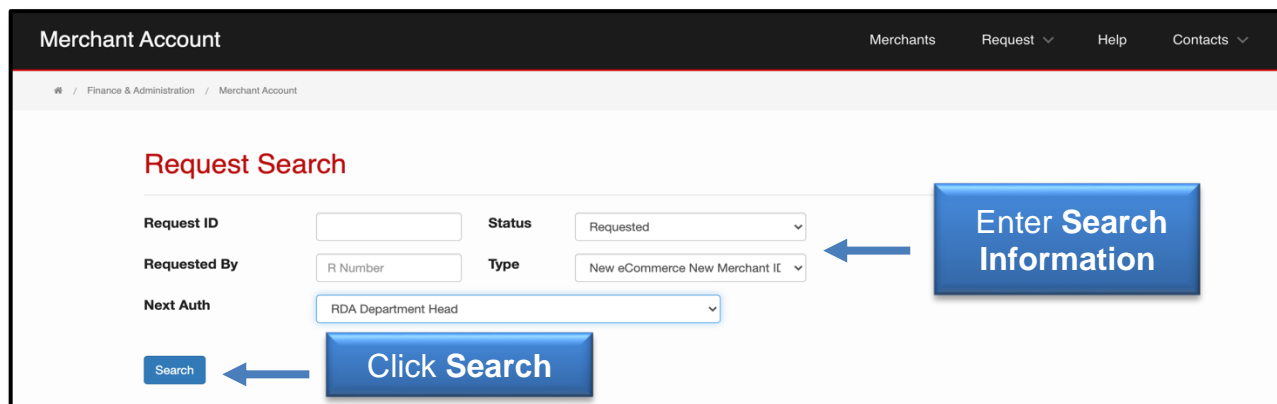 Merchant Account Merchants Request Help Contacts
/ Finance & Administration / Merchant Account
Request Search
Request ID Status Requested
Requested By R Number Type New eCommerce New Merchant ID
Next Auth RDA Department Head
Enter Search
Information
Search
Click Search